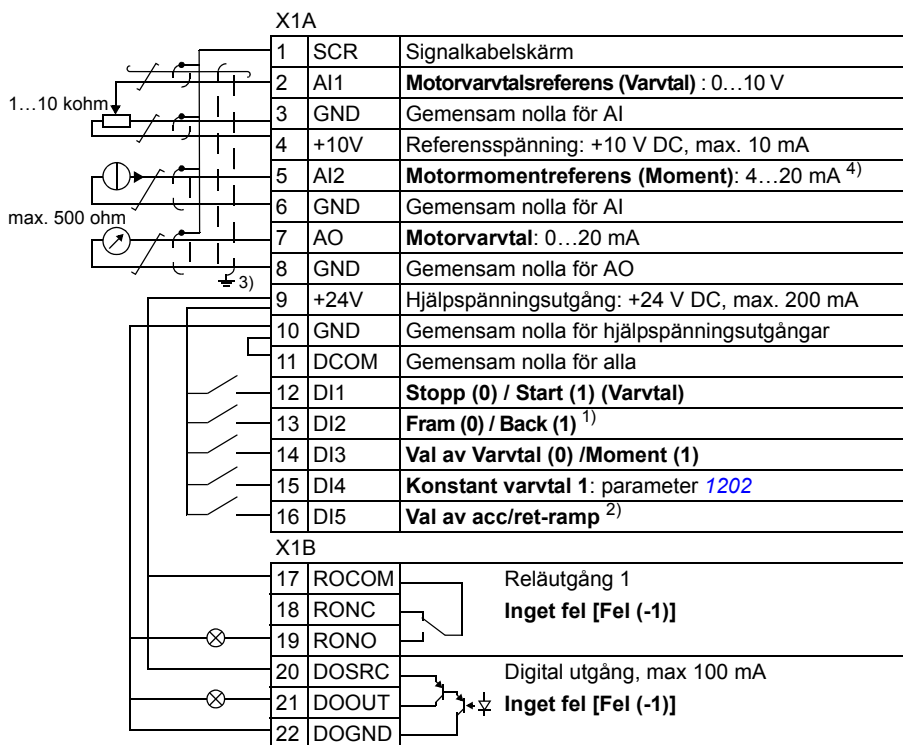 X1A
1 SCR Signalkabelskärm
2 AI1 Motorvarvtalsreferens (Varvtal) : 0…10 V
1…10 kohm
3 GND Gemensam nolla för AI
4 +10V Referensspänning: +10 V DC, max. 10 mA
5 AI2 Motormomentreferens (Moment): 4…20 mA 4)
6 GND Gemensam nolla för AI
max. 500 ohm
7 AO Motorvarvtal: 0…20 mA
8 GND Gemensam nolla för AO
3)
9 +24V Hjälpspänningsutgång: +24 V DC, max. 200 mA
10 GND Gemensam nolla för hjälpspänningsutgångar
11 DCOM Gemensam nolla för alla
12 DI1 Stopp (0) / Start (1) (Varvtal)
13 DI2 Fram (0) / Back (1) 1)
14 DI3 Val av Varvtal (0) /Moment (1)
15 DI4 Konstant varvtal 1: parameter 1202
16 DI5 Val av acc/ret-ramp 2)
X1B
17 ROCOM Reläutgång 1
18 RONC Inget fel [Fel (-1)]
19 RONO
20 DOSRC Digital utgång, max 100 mA
21 DOOUT Inget fel [Fel (-1)]
22 DOGND